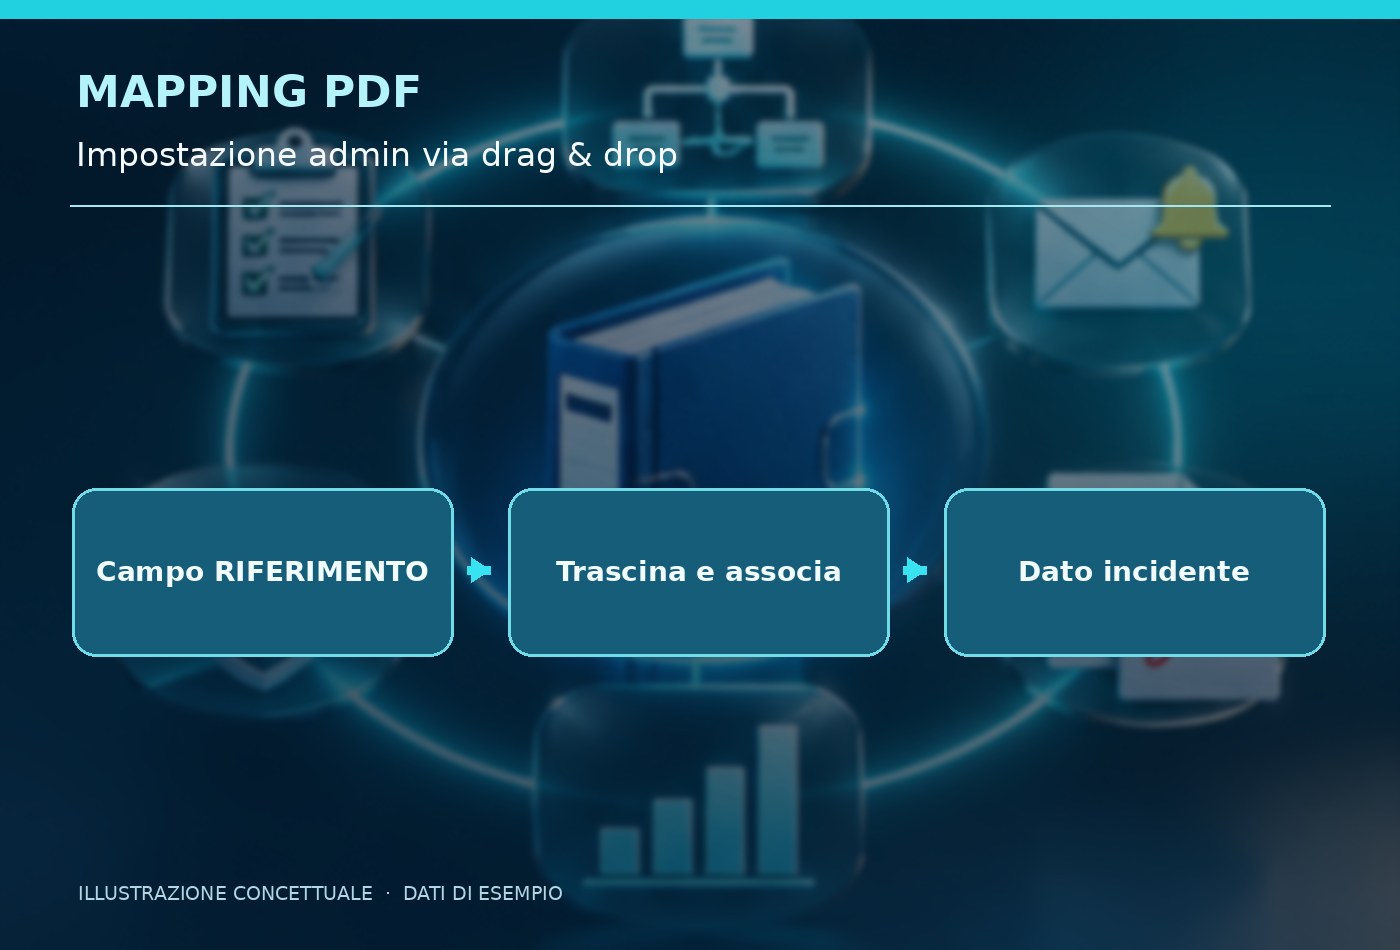 MAPPING PDF
Impostazione admin via drag & drop
Campo RIFERIMENTO
Trascina e associa
Dato incidente
ILLUSTRAZIONE CONCETTUALE · DATI DI ESEMPIO